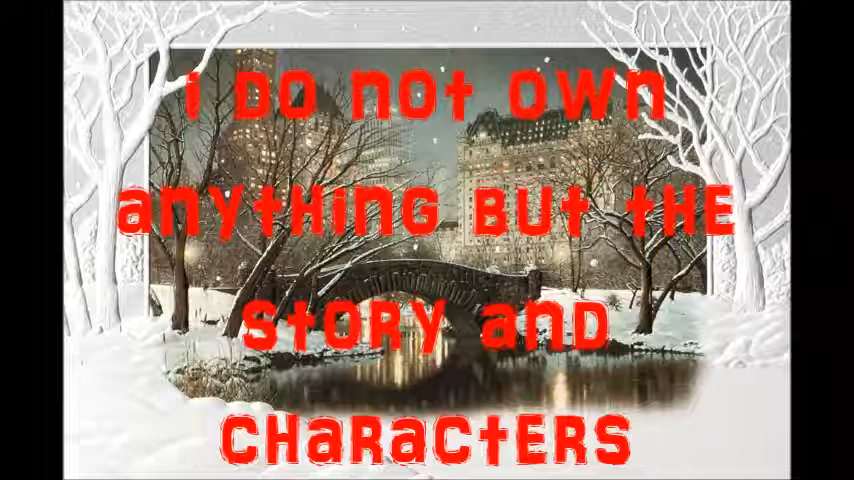 i DO not own
anything But the
story and
characters